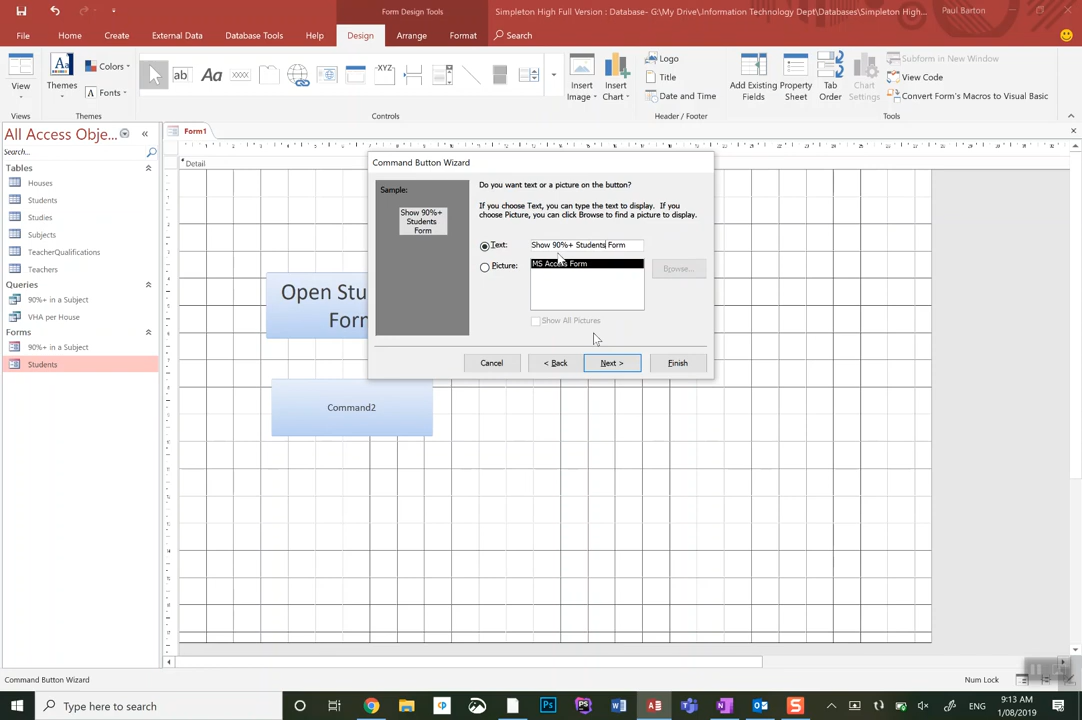 Form Design Tools
Simpleton High Full Version : Database- G:\My Drive\Information Technology Dept\Databases\Simpleton High...
Paul Barton
File
Home
Create
External Data
Database Tools
Help
Design
Arrange
Format
Search
View
Themes
Colors
Fonts
ab
Aa
XXXX
XYZ
Insert
Image
Insert
Chart
Logo
Title
Date and Time
Add Existing
Fields
Property
Sheet
Tab
Order
Chart
Settings
Subform in New Window
View Code
Convert Form's Macros to Visual Basic
Views
Themes
Controls
Header / Footer
Tools
All Access Obje...
Search...
Tables
Houses
Students
Studies
Subjects
TeacherQualifications
Teachers
Queries
90%+ in a Subject
VHA per House
Forms
90%+ in a Subject
Students
Form1
Detail
Open Stu
For
Command2
Command Button Wizard
Sample:
Show 90%+
Students
Form
Do you want text or a picture on the button?
If you choose Text, you can type the text to display. If you
choose Picture, you can click Browse to find a picture to display.
Text:
Show 90%+ Students Form
Picture:
MS Access Form
Browse...
Show All Pictures
Cancel
< Back
Next >
Finish
Command Button Wizard
Num Lock
Type here to search
ENG
9:13 AM
1/08/2019